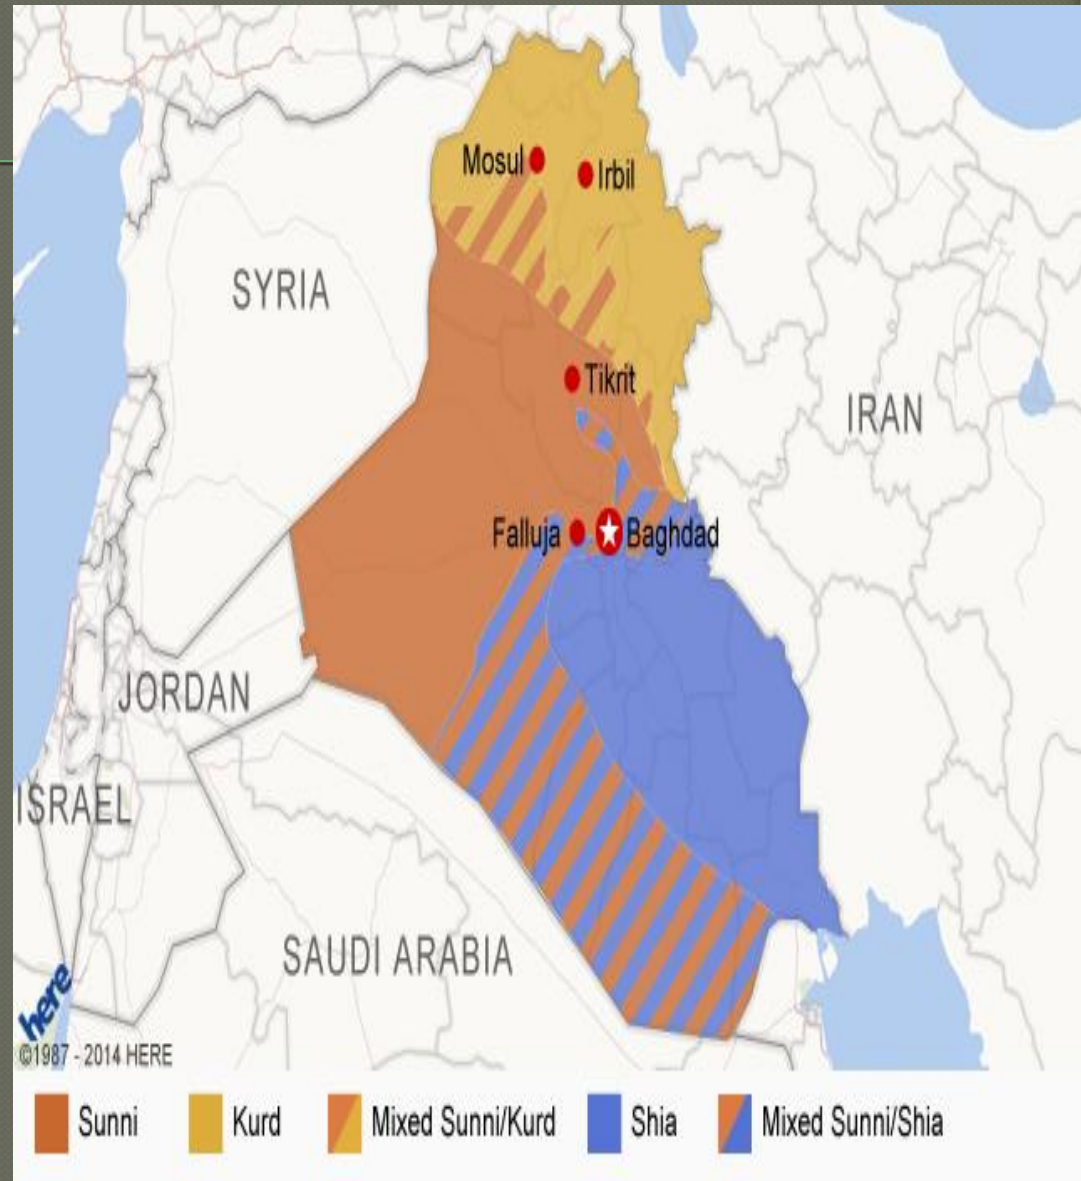 Mosul
Irbil
SYRIA
Tikrit
IRAN
Falluja
Baghdad
JORDAN
ISRAEL
SAUDI ARABIA
here
©1987 - 2014 HERE
Sunni
Kurd
Mixed Sunni/Kurd
Shia
Mixed Sunni/Shia